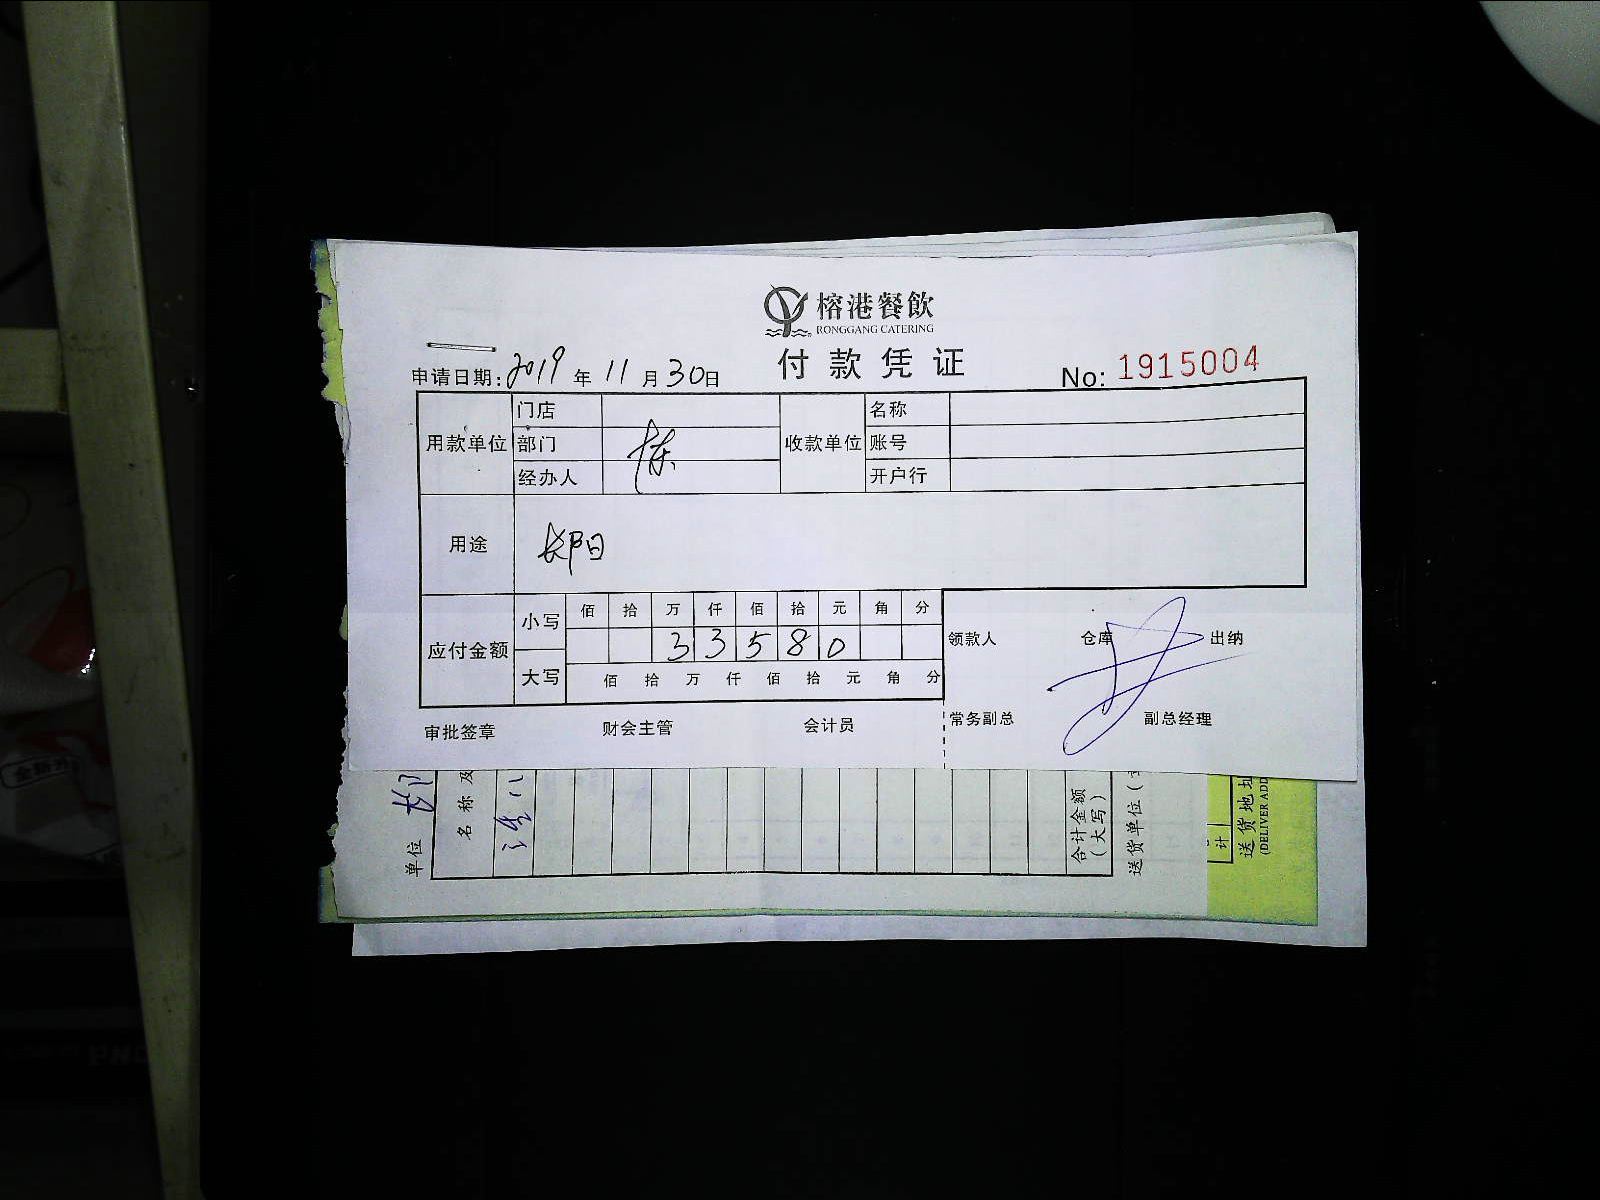 榕港餐飲
RONGGANG CATERING
付款凭证
申请日期: 2019 年 11 月 30 日
No: 1915004
用款单位 门店 收款单位 名称
部门 账号
经办人 开户行
用途 长阳
应付金额 小写 佰 拾 万 仟 佰 拾 元 角 分
3 3 5 8 0
大写 佰 拾 万 仟 佰 拾 元 角 分
领款人 仓库 出纳
常务副总 副总经理
审批签章 财会主管 会计员
单位
名称及
合计金额
(大写)
送货单位(
计
送货地址
(DELIVER ADD